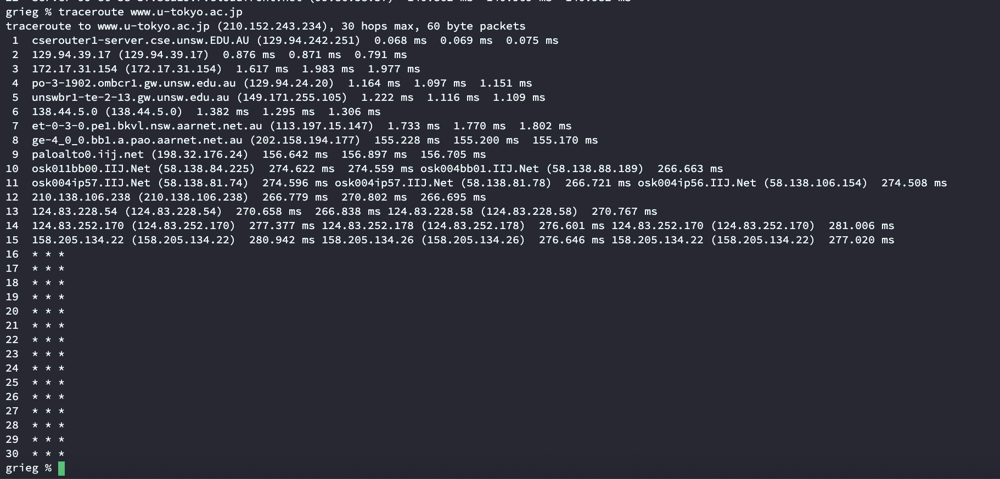 grieg % traceroute www.u-tokyo.ac.jp
traceroute to www.u-tokyo.ac.jp (210.152.243.234), 30 hops max, 60 byte packets
 1  cserouter1-server.cse.unsw.EDU.AU (129.94.242.251)  0.068 ms  0.069 ms  0.075 ms
 2  129.94.39.17 (129.94.39.17)  0.876 ms  0.871 ms  0.791 ms
 3  172.17.31.154 (172.17.31.154)  1.617 ms  1.983 ms  1.977 ms
 4  po-3-1902.ombcr1.gw.unsw.edu.au (129.94.24.20)  1.164 ms  1.097 ms  1.151 ms
 5  unswbr1-te-2-13.gw.unsw.edu.au (149.171.255.105)  1.222 ms  1.116 ms  1.109 ms
 6  138.44.5.0 (138.44.5.0)  1.382 ms  1.295 ms  1.306 ms
 7  et-0-3-0.pe1.bkvl.nsw.aarnet.net.au (113.197.15.147)  1.733 ms  1.770 ms  1.802 ms
 8  ge-4_0_0.bb1.a.pao.aarnet.net.au (202.158.194.177)  155.228 ms  155.200 ms  155.170 ms
 9  paloalto0.iij.net (198.32.176.24)  156.642 ms  156.897 ms  156.705 ms
10  osk011bb00.IIJ.Net (58.138.84.225)  274.622 ms  274.559 ms osk004bb01.IIJ.Net (58.138.88.189)  266.663 ms
11  osk004ip57.IIJ.Net (58.138.81.74)  274.596 ms osk004ip57.IIJ.Net (58.138.81.78)  266.721 ms osk004ip56.IIJ.Net (58.138.106.154)  274.508 ms
12  210.138.106.238 (210.138.106.238)  266.779 ms  270.802 ms  266.695 ms
13  124.83.228.54 (124.83.228.54)  270.658 ms  266.838 ms 124.83.228.58 (124.83.228.58)  270.767 ms
14  124.83.252.170 (124.83.252.170)  277.377 ms 124.83.252.178 (124.83.252.178)  276.601 ms 124.83.252.170 (124.83.252.170)  281.006 ms
15  158.205.134.22 (158.205.134.22)  280.942 ms 158.205.134.26 (158.205.134.26)  276.646 ms 158.205.134.22 (158.205.134.22)  277.020 ms
16  * * *
17  * * *
18  * * *
19  * * *
20  * * *
21  * * *
22  * * *
23  * * *
24  * * *
25  * * *
26  * * *
27  * * *
28  * * *
29  * * *
30  * * *
grieg %